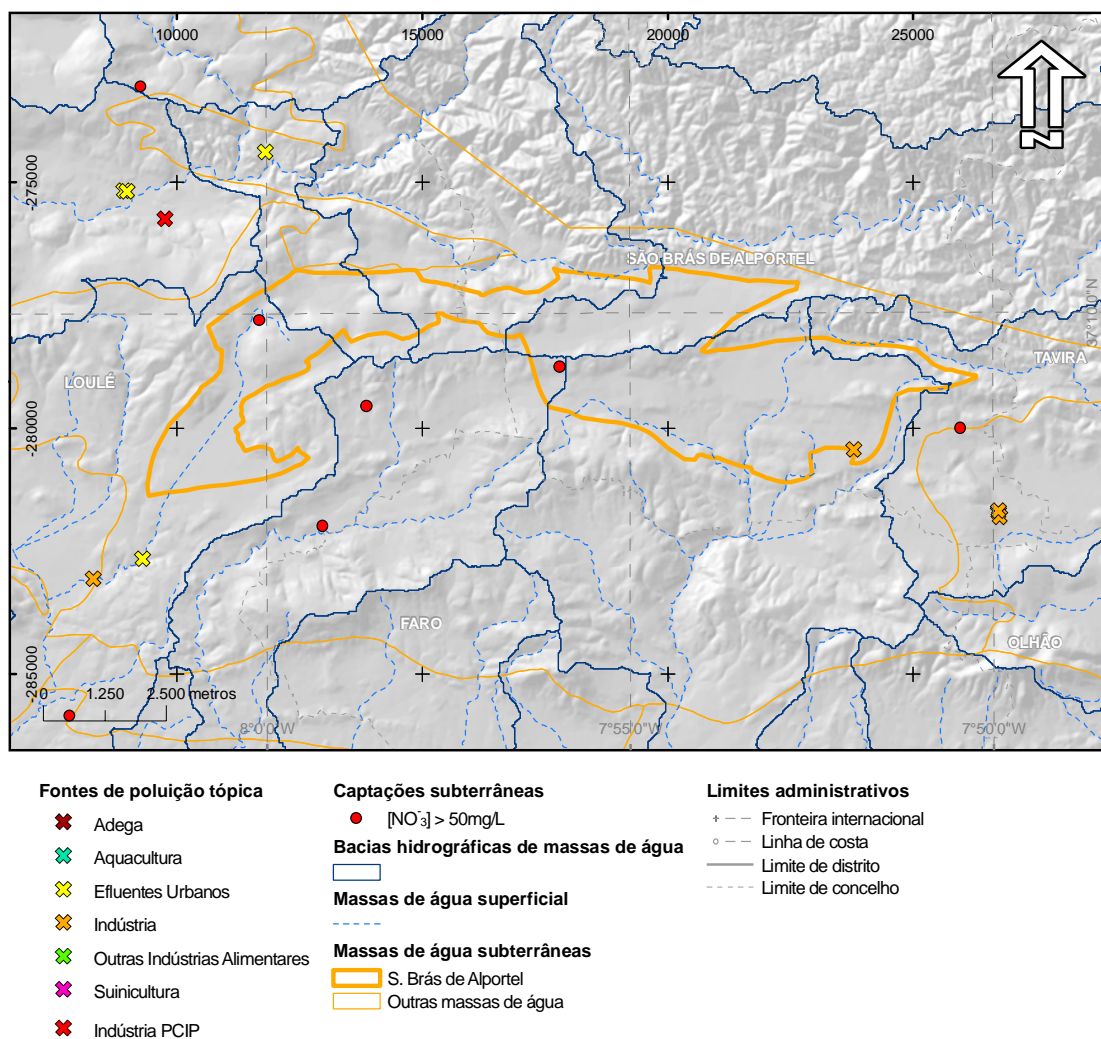 10000
15000
20000
25000
N
-275000
SÃO BRÁS DE ALPORTEL
37°10'0"N
TAVIRA
LOULÉ
-280000
FARO
OLHÃO
-285000
0 1.250 2.500 metros
8°0'0"W
7°55'0"W
7°50'0"W
Fontes de poluição tópica
Adega
Aquacultura
Efluentes Urbanos
Indústria
Outras Indústrias Alimentares
Suinicultura
Indústria PCIP
Captações subterrâneas
[NO⁻₃] > 50mg/L
Bacias hidrográficas de massas de água
Massas de água superficial
Massas de água subterrâneas
S. Brás de Alportel
Outras massas de água
Limites administrativos
Fronteira internacional
Linha de costa
Limite de distrito
Limite de concelho